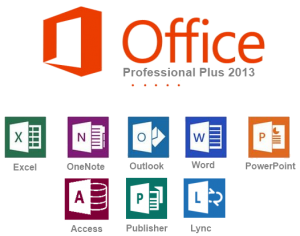 Office
Professional Plus 2013
X
N
O
W
P
Excel
OneNote
Outlook
Word
PowerPoint
A
P
L
Access
Publisher
Lync